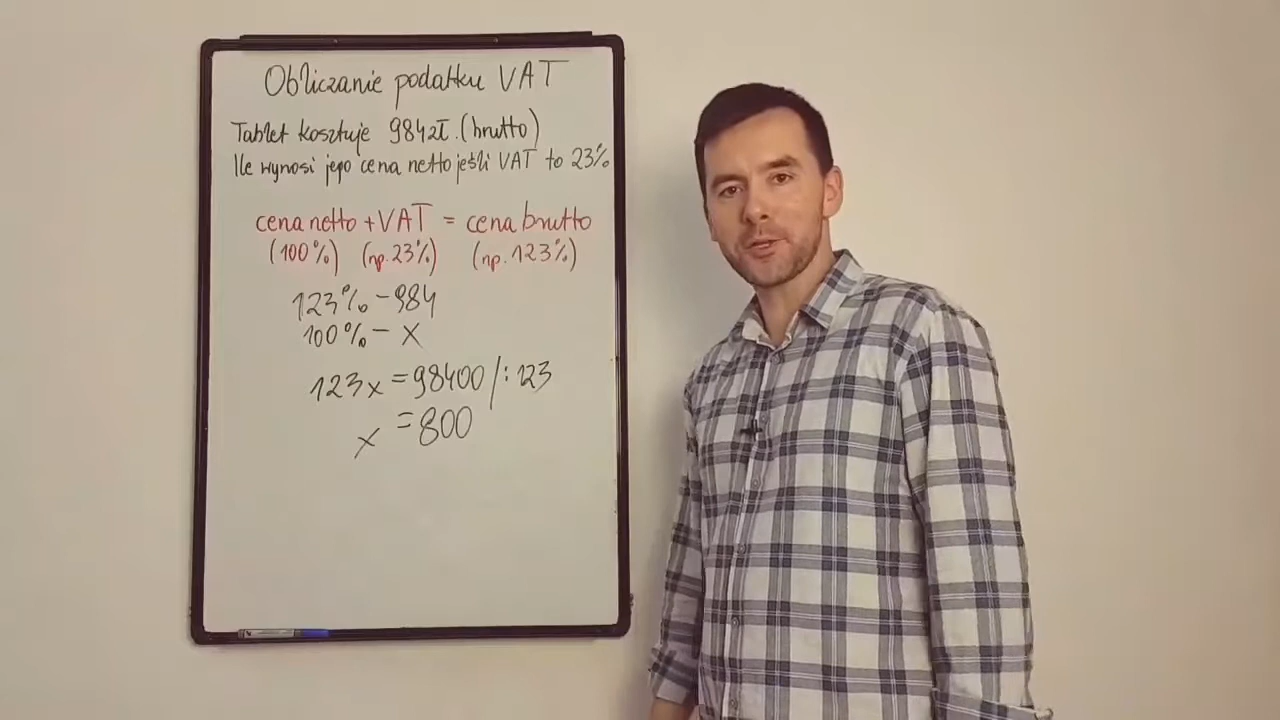 Obliczanie podatku VAT
Tablet kosztuje 984zł. (brutto)
Ile wynosi jego cena netto jeśli VAT to 23%
cena netto + VAT = cena brutto
(100%) (np. 23%) (np. 123%)
123% - 984
100% - x
123x = 98400 /: 123
x = 800